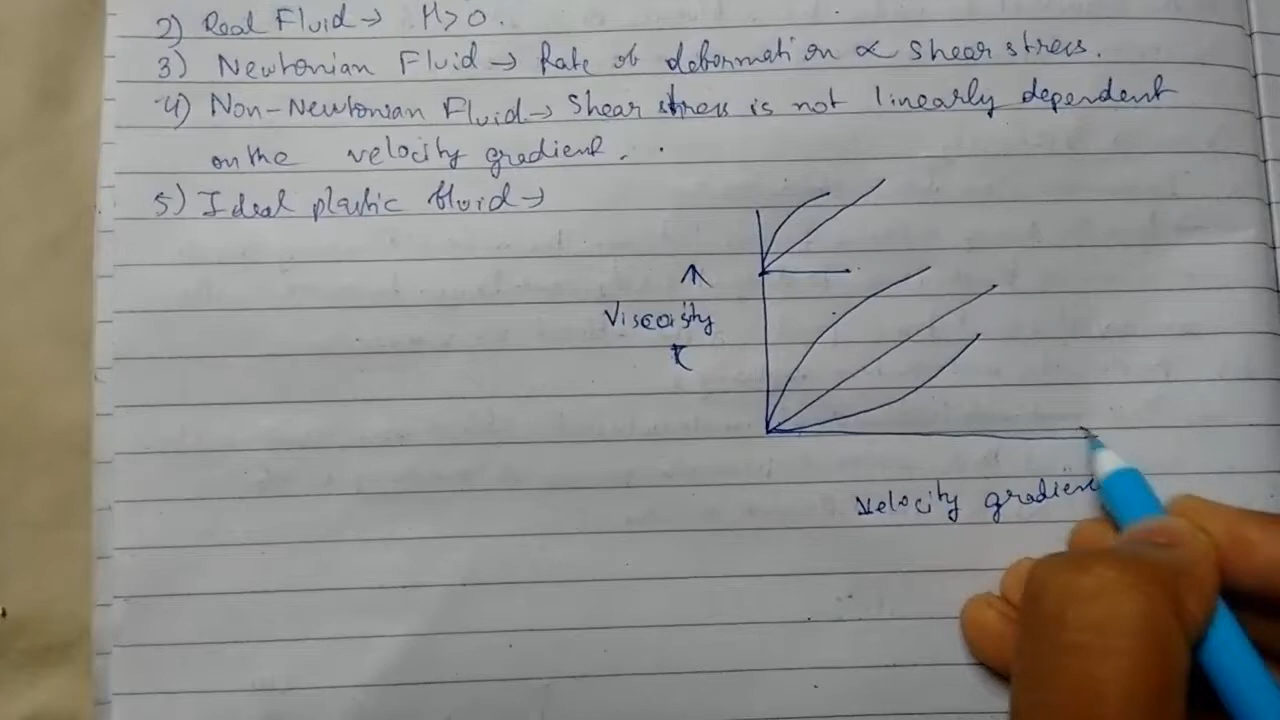 2) Real Fluid → μ > 0.
3) Newtonian Fluid → Rate of deformation ∝ shear stress.
4) Non-Newtonian Fluid → Shear stress is not linearly dependent
on the velocity gradient.
5) Ideal plastic fluid →
Viscoisty
τ
Velocity gradient